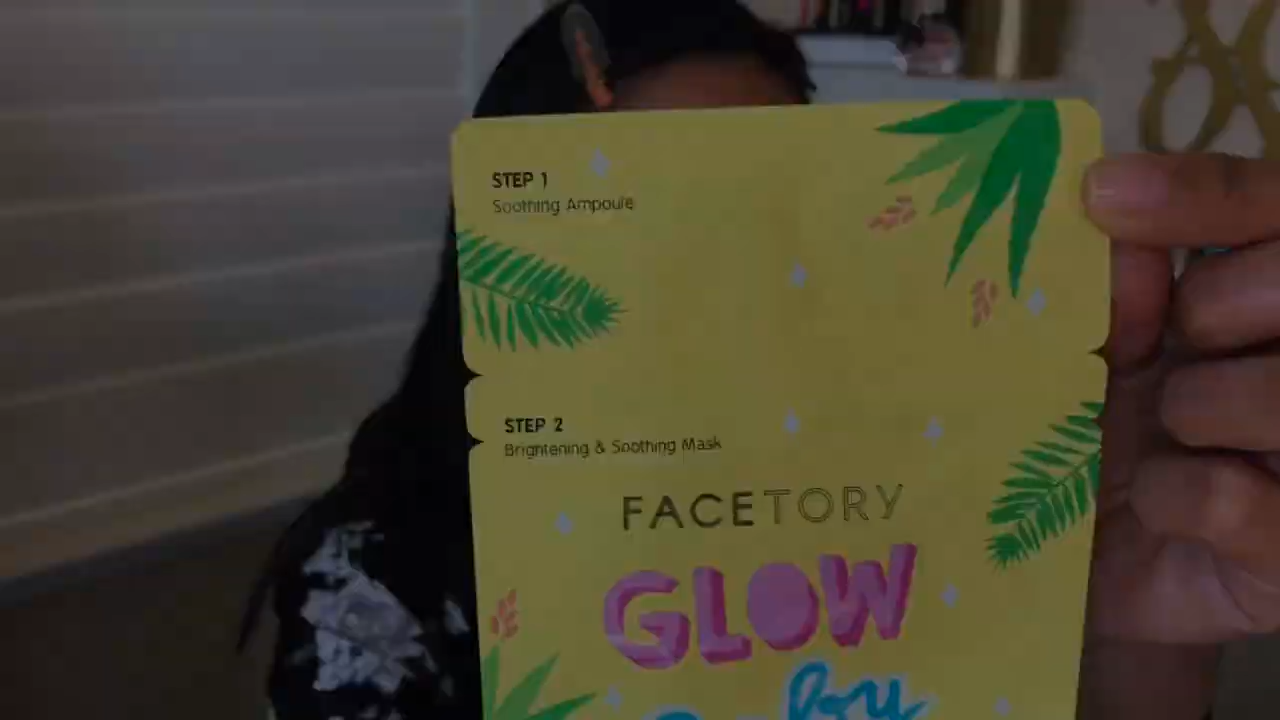 STEP 1
Soothing Ampoule
STEP 2
Brightening & Soothing Mask
FACETORY
GLOW